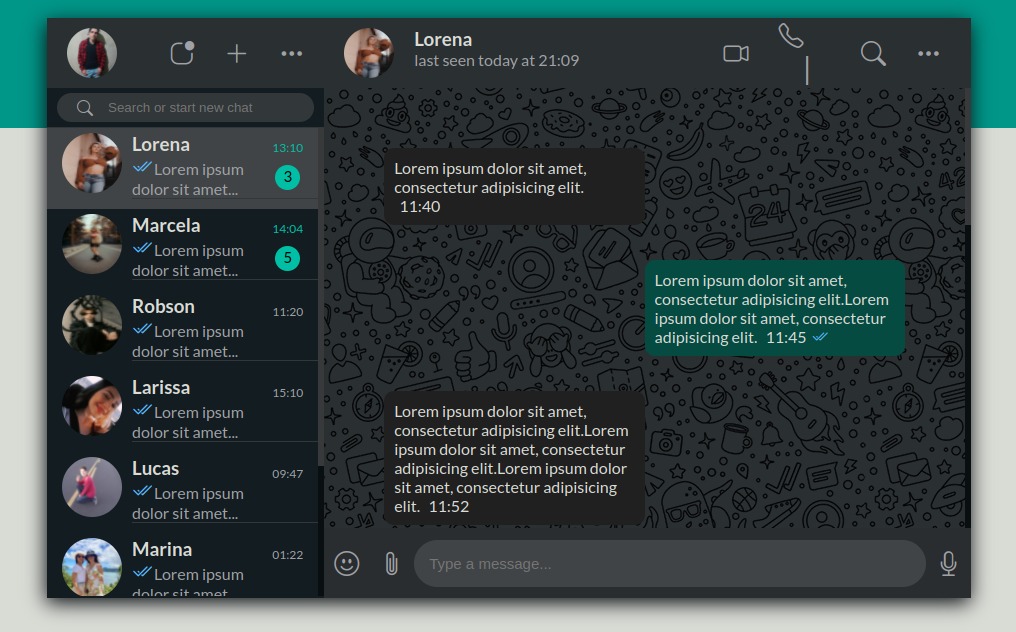 Lorena
last seen today at 21:09
Search or start new chat
Lorena
13:10
Lorem ipsum
dolor sit amet...
3
Marcela
14:04
Lorem ipsum
dolor sit amet...
5
Robson
11:20
Lorem ipsum
dolor sit amet...
Larissa
15:10
Lorem ipsum
dolor sit amet...
Lucas
09:47
Lorem ipsum
dolor sit amet...
Marina
01:22
Lorem ipsum
dolor sit amet
Lorem ipsum dolor sit amet,
consectetur adipisicing elit.
11:40
24
Lorem ipsum dolor sit amet,
consectetur adipisicing elit.Lorem
ipsum dolor sit amet, consectetur
adipisicing elit. 11:45
Lorem ipsum dolor sit amet,
consectetur adipisicing elit.Lorem
ipsum dolor sit amet, consectetur
adipisicing elit.Lorem ipsum dolor
sit amet, consectetur adipisicing
elit. 11:52
Type a message...